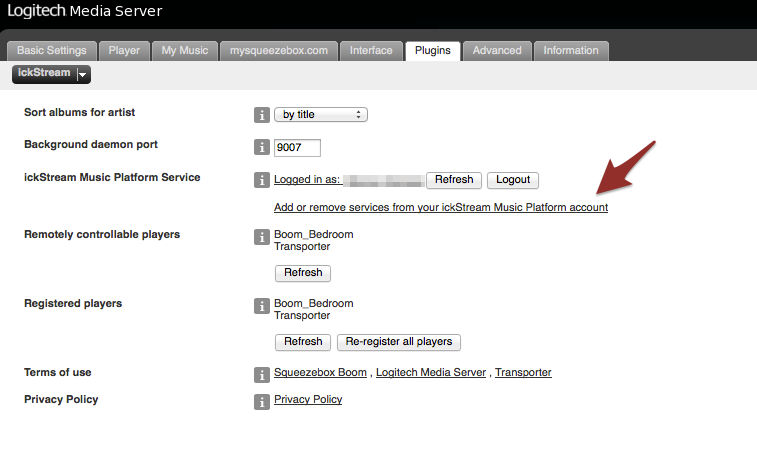 Logitech Media Server
Basic Settings Player My Music mysqueezebox.com Interface Plugins Advanced Information
IckStream
Sort albums for artist i by title
Background daemon port i 9007
ickStream Music Platform Service i Logged in as: Refresh Logout
Add or remove services from your ickStream Music Platform account
Remotely controllable players i Boom_Bedroom
Transporter
Refresh
Registered players i Boom_Bedroom
Transporter
Refresh Re-register all players
Terms of use i Squeezebox Boom , Logitech Media Server , Transporter
Privacy Policy i Privacy Policy